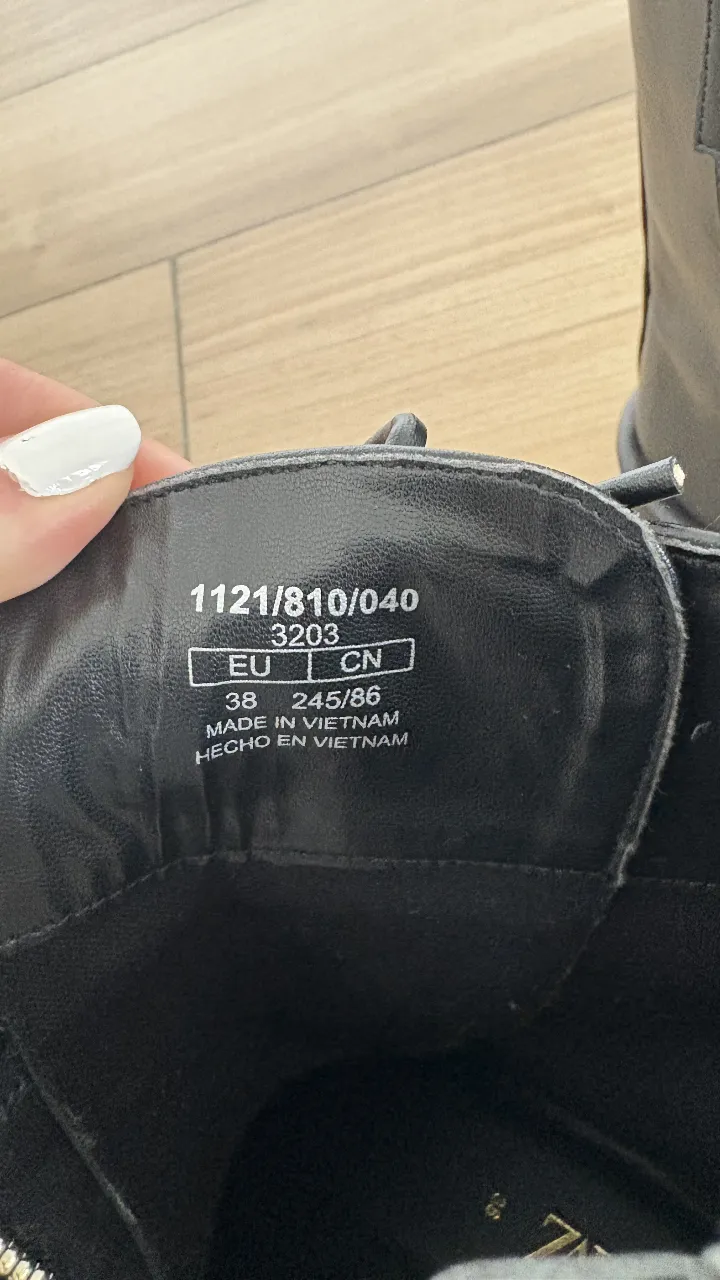 1121/810/040
3203
EU CN
38 245/86
MADE IN VIETNAM
HECHO EN VIETNAM